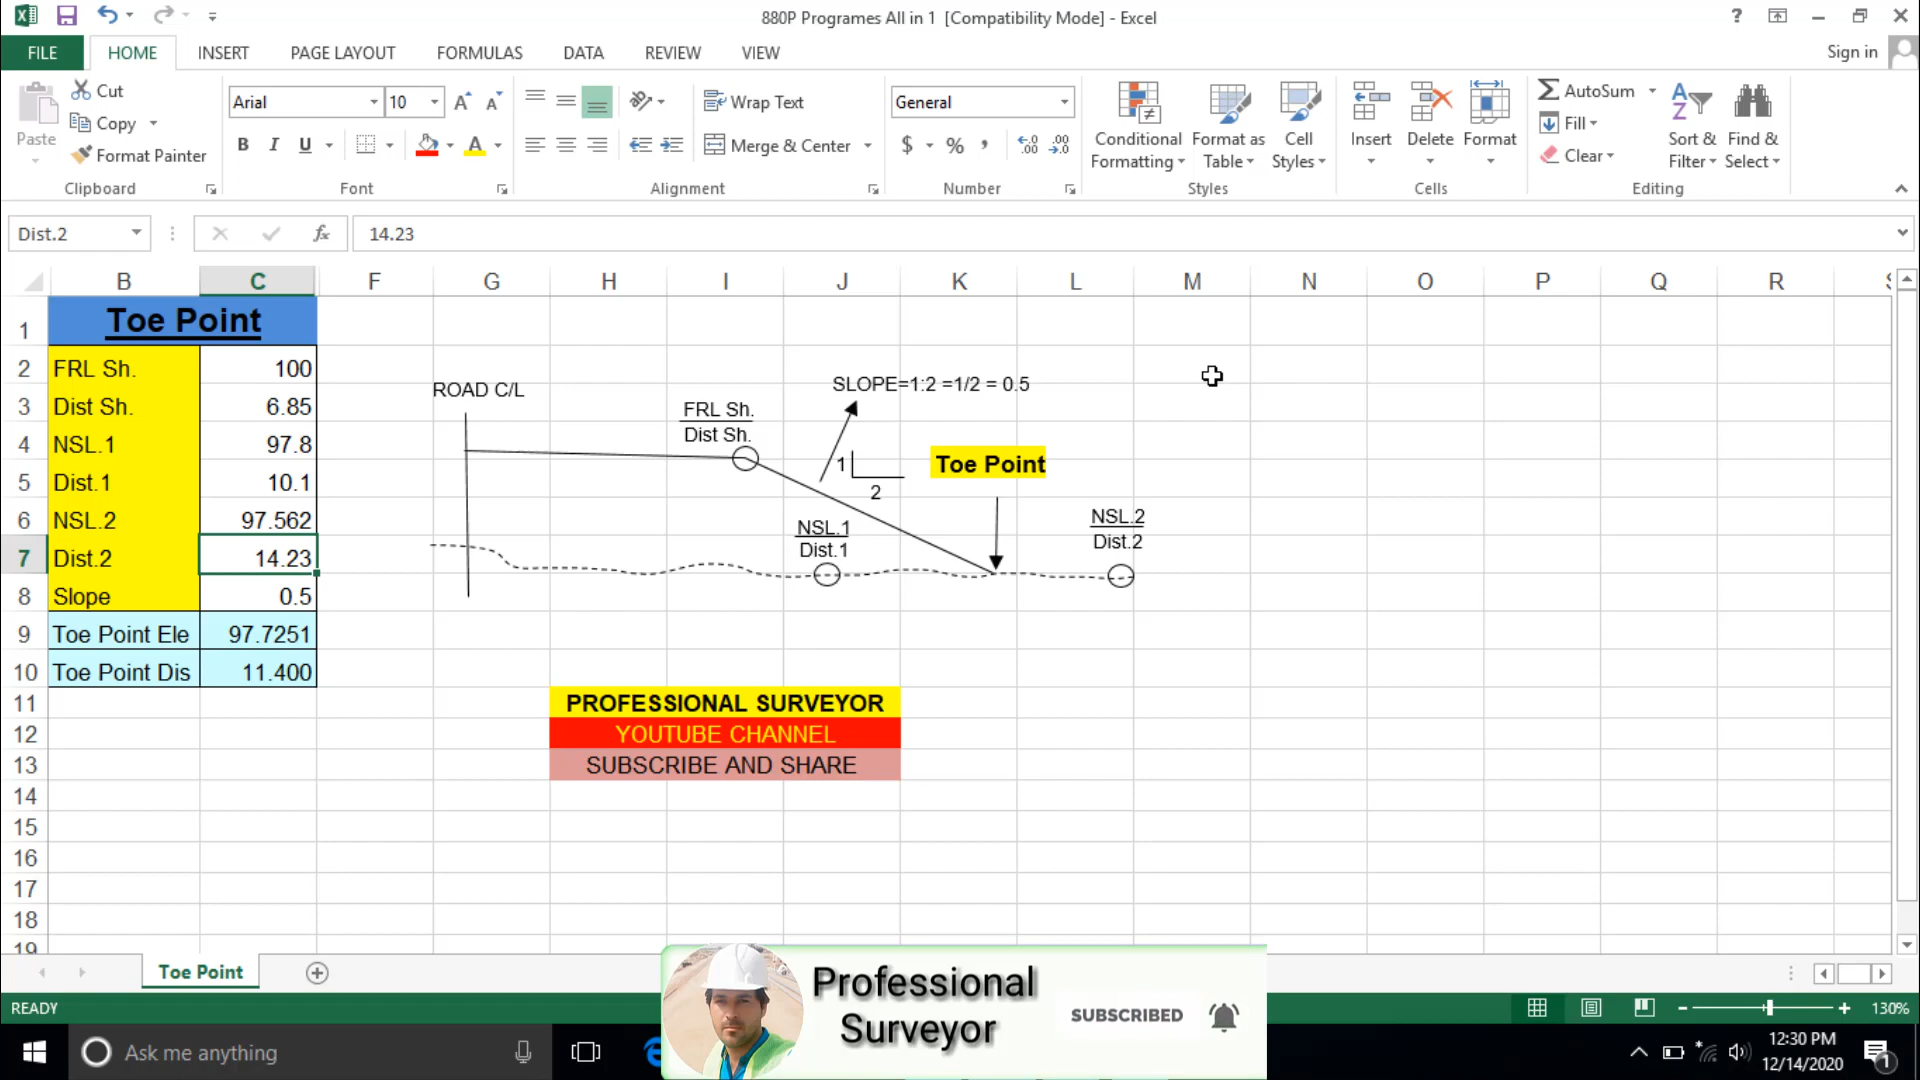 880P Programes All in 1 [Compatibility Mode] - Excel
FILE HOME INSERT PAGE LAYOUT FORMULAS DATA REVIEW VIEW Sign in
Paste
Cut
Copy
Format Painter
Clipboard
Arial 10
B I U
Font
Wrap Text
Merge & Center
Alignment
General
$ % ,
Number
Conditional Formatting
Format as Table
Cell Styles
Styles
Insert Delete Format
Cells
AutoSum
Fill
Clear
Sort & Filter
Find & Select
Editing
Dist.2 fx 14.23
B C F G H I J K L M N O P Q R
1 Toe Point
2 FRL Sh. 100
3 Dist Sh. 6.85
4 NSL.1 97.8
5 Dist.1 10.1
6 NSL.2 97.562
7 Dist.2 14.23
8 Slope 0.5
9 Toe Point Ele 97.7251
10 Toe Point Dis 11.400
11
12
13
14
15
16
17
18
19
ROAD C/L
SLOPE=1:2 =1/2 = 0.5
FRL Sh.
Dist Sh.
1
2
Toe Point
NSL.1
Dist.1
NSL.2
Dist.2
PROFESSIONAL SURVEYOR
YOUTUBE CHANNEL
SUBSCRIBE AND SHARE
Toe Point
READY
130%
Professional
Surveyor
SUBSCRIBED
Ask me anything
12:30 PM
12/14/2020
1